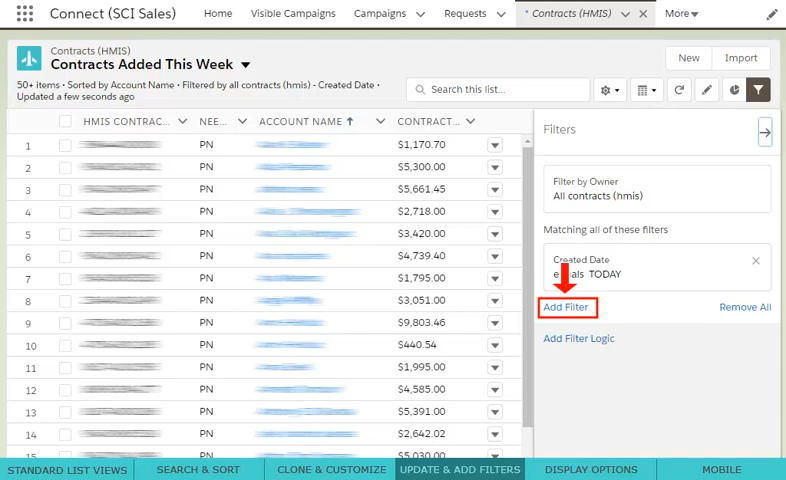 Connect (SCI Sales)
Home
Visible Campaigns
Campaigns
Requests
* Contracts (HMIS)
More
Contracts (HMIS)
Contracts Added This Week
New
Import
50+ items • Sorted by Account Name • Filtered by all contracts (hmis) - Created Date •
Updated a few seconds ago
Search this list...
HMIS CONTRAC...
NEE...
ACCOUNT NAME
CONTRACT...
1 PN $1,170.70
2 PN $5,300.00
3 PN $5,661.45
4 PN $2,718.00
5 PN $3,420.00
6 PN $4,739.40
7 PN $1,795.00
8 PN $3,051.00
9 PN $9,803.46
10 PN $440.54
11 PN $1,995.00
12 PN $4,585.00
13 PN $5,391.00
14 PN $2,642.02
15 PN $5,030.00
Filters
Filter by Owner
All contracts (hmis)
Matching all of these filters
Created Date
TODAY
Add Filter
Remove All
Add Filter Logic
STANDARD LIST VIEWS
SEARCH & SORT
CLONE & CUSTOMIZE
UPDATE & ADD FILTERS
DISPLAY OPTIONS
MOBILE